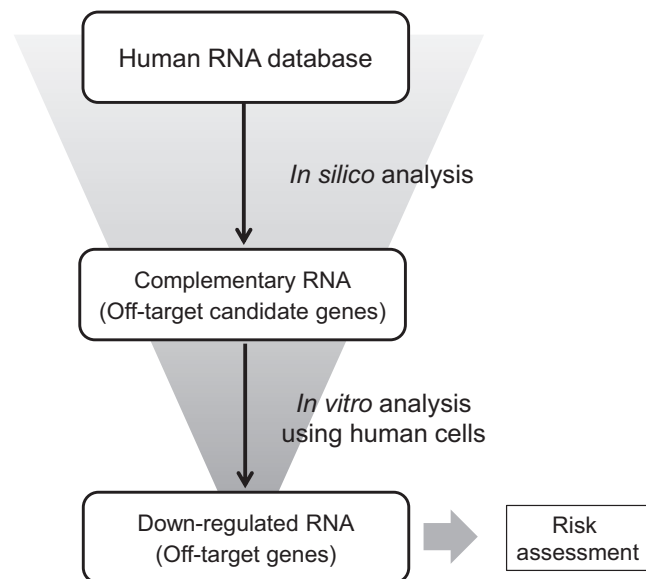 Human RNA database
In silico analysis
Complementary RNA
(Off-target candidate genes)
In vitro analysis
using human cells
Down-regulated RNA
(Off-target genes)
Risk
assessment